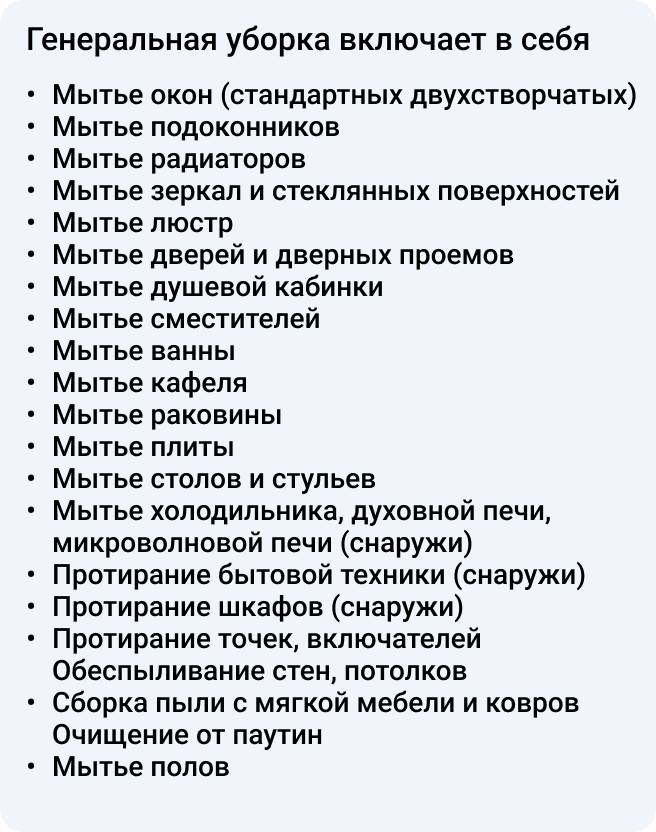 Генеральная уборка включает в себя
• Мытье окон (стандартных двухстворчатых)
• Мытье подоконников
• Мытье радиаторов
• Мытье зеркал и стеклянных поверхностей
• Мытье люстр
• Мытье дверей и дверных проемов
• Мытье душевой кабинки
• Мытье сместителей
• Мытье ванны
• Мытье кафеля
• Мытье раковины
• Мытье плиты
• Мытье столов и стульев
• Мытье холодильника, духовной печи,
микроволновой печи (снаружи)
• Протирание бытовой техники (снаружи)
• Протирание шкафов (снаружи)
• Протирание точек, включателей
Обеспыливание стен, потолков
• Сборка пыли с мягкой мебели и ковров
Очищение от паутин
• Мытье полов